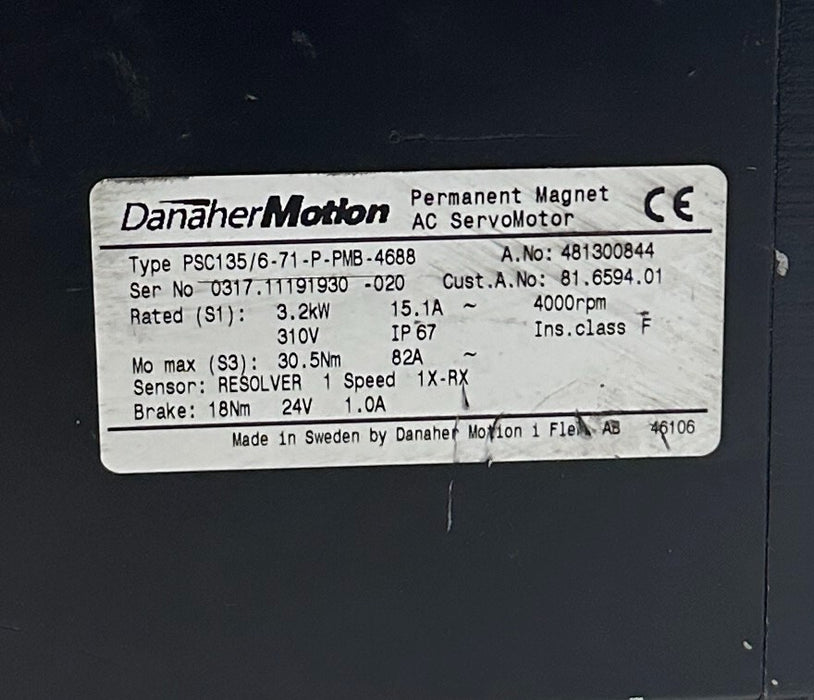 DanaherMotion Permanent Magnet CE
AC ServoMotor
Type PSC135/6-71-P-PMB-4688 A.No: 481300844
Ser No 0317.11191930 -020 Cust.A.No: 81.6594.01
Rated (S1): 3.2kW 15.1A ~ 4000rpm
310V IP 67 Ins.class F
Mo max (S3): 30.5Nm 82A ~
Sensor: RESOLVER 1 Speed 1X-RX
Brake: 18Nm 24V 1.0A
Made in Sweden by Danaher Motion i Flen AB 46106